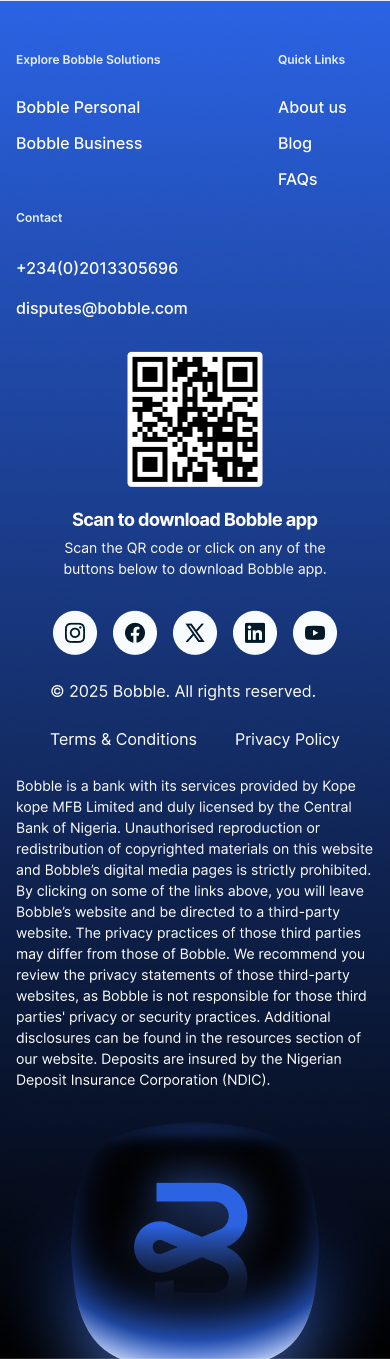 Explore Bobble Solutions
Bobble Personal
Bobble Business
Quick Links
About us
Blog
FAQs
Contact
+234(0)2013305696
disputes@bobble.com
Scan to download Bobble app
Scan the QR code or click on any of the
buttons below to download Bobble app.
© 2025 Bobble. All rights reserved.
Terms & Conditions
Privacy Policy
Bobble is a bank with its services provided by Kope
kope MFB Limited and duly licensed by the Central
Bank of Nigeria. Unauthorised reproduction or
redistribution of copyrighted materials on this website
and Bobble’s digital media pages is strictly prohibited.
By clicking on some of the links above, you will leave
Bobble’s website and be directed to a third-party
website. The privacy practices of those third parties
may differ from those of Bobble. We recommend you
review the privacy statements of those third-party
websites, as Bobble is not responsible for those third
parties' privacy or security practices. Additional
disclosures can be found in the resources section of
our website. Deposits are insured by the Nigerian
Deposit Insurance Corporation (NDIC).